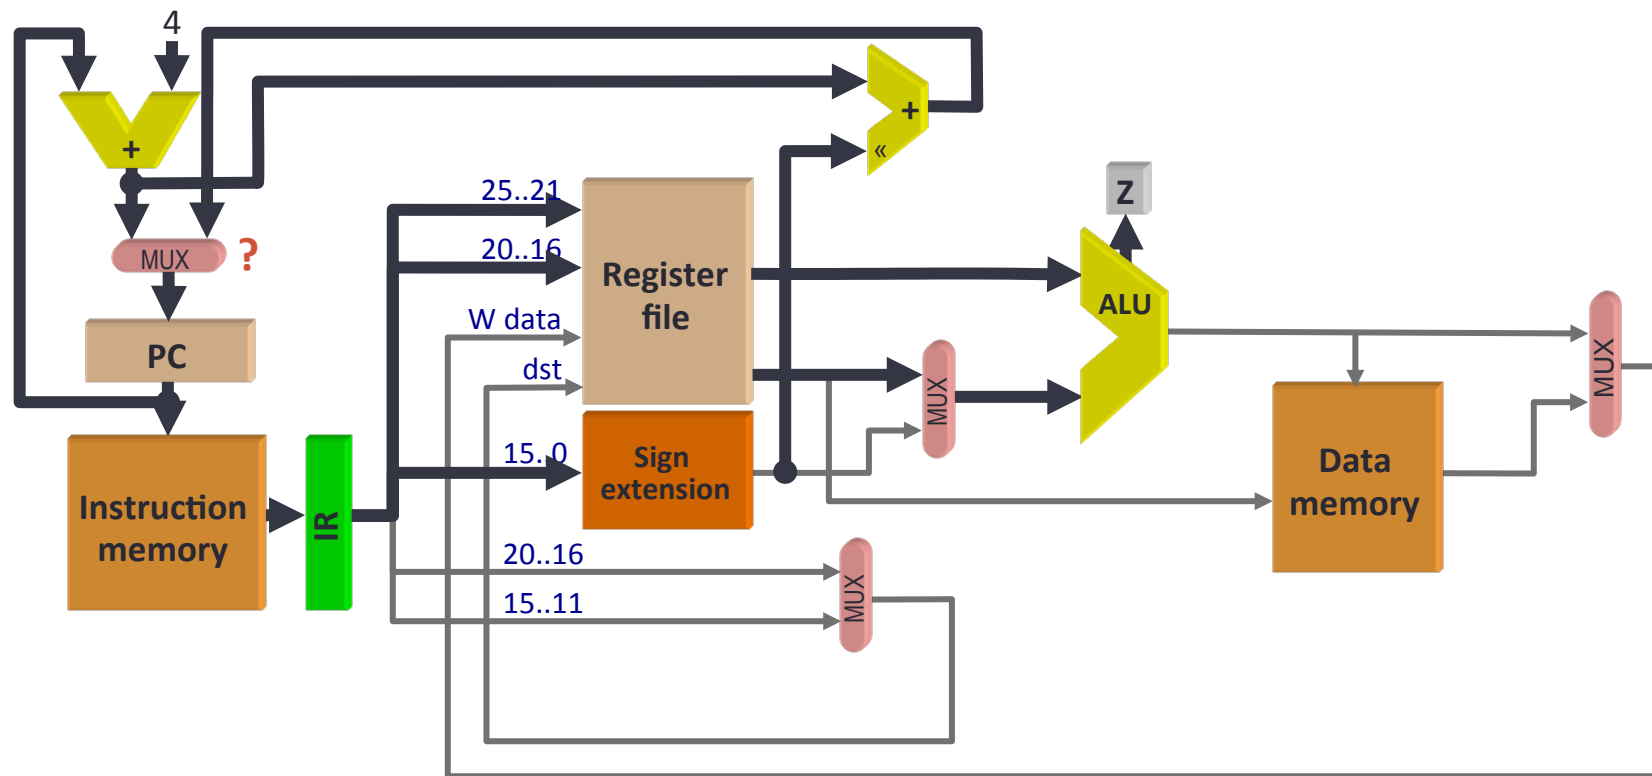 4
+
+
«
25..21
Z
20..16
MUX
?
Register
file
ALU
W data
PC
dst
MUX
MUX
15..0
Sign
extension
Data
memory
Instruction
memory
IR
20..16
15..11
MUX